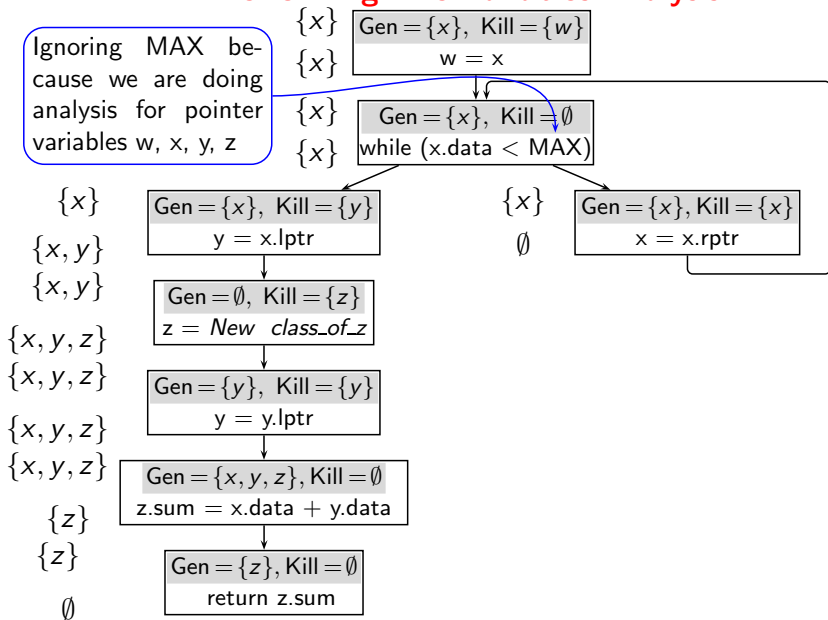 {x}
Gen = {x}, Kill = {w}
{x}
w = x
Ignoring MAX be-
cause we are doing
analysis for pointer
variables w, x, y, z
{x}
Gen = {x}, Kill = ∅
{x}
while (x.data < MAX)
{x}
Gen = {x}, Kill = {y}
{x, y}
y = x.lptr
{x}
Gen = {x}, Kill = {x}
∅
x = x.rptr
{x, y}
Gen = ∅, Kill = {z}
{x, y, z}
z = New class_of_z
{x, y, z}
Gen = {y}, Kill = {y}
{x, y, z}
y = y.lptr
{x, y, z}
Gen = {x, y, z}, Kill = ∅
{z}
z.sum = x.data + y.data
{z}
Gen = {z}, Kill = ∅
∅
return z.sum